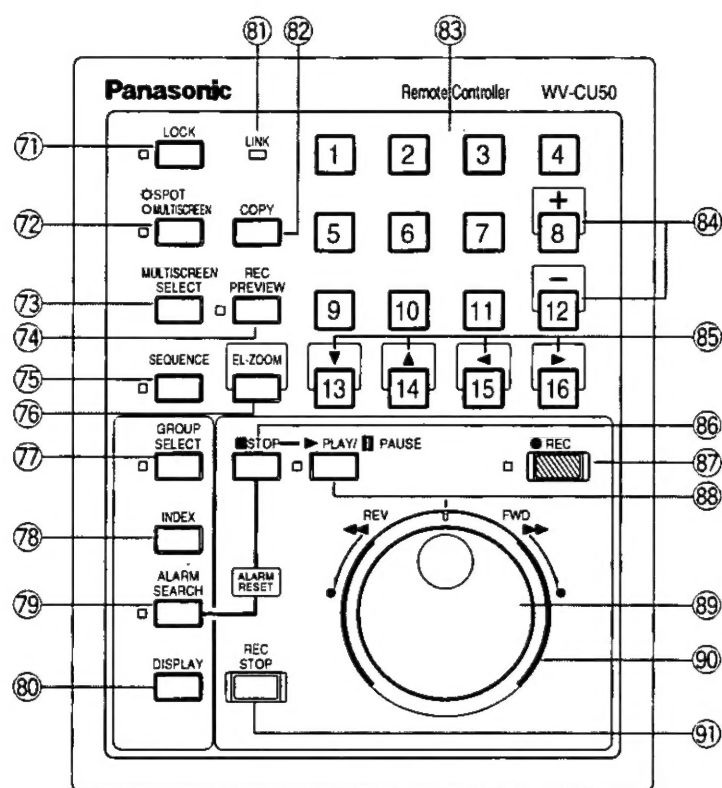 81 82 83
Panasonic Remote Controller WV-CU50
71 LOCK LINK 1 2 3 4
SPOT
MULTISCREEN
72 COPY 5 6 7 + 8 84
MULTISCREEN SELECT
REC PREVIEW
73 74 9 10 11 − 12
85
SEQUENCE EL-ZOOM
75 76 13 ▼ 14 ▲ 15 ◀ 16 ▶
GROUP SELECT
77 ■STOP ▶ PLAY/❚❚ PAUSE ● REC
86 87 88
INDEX
78 ◀◀ REV FWD ▶▶
ALARM SEARCH
79 ALARM RESET 89
90
DISPLAY
80 REC STOP
91